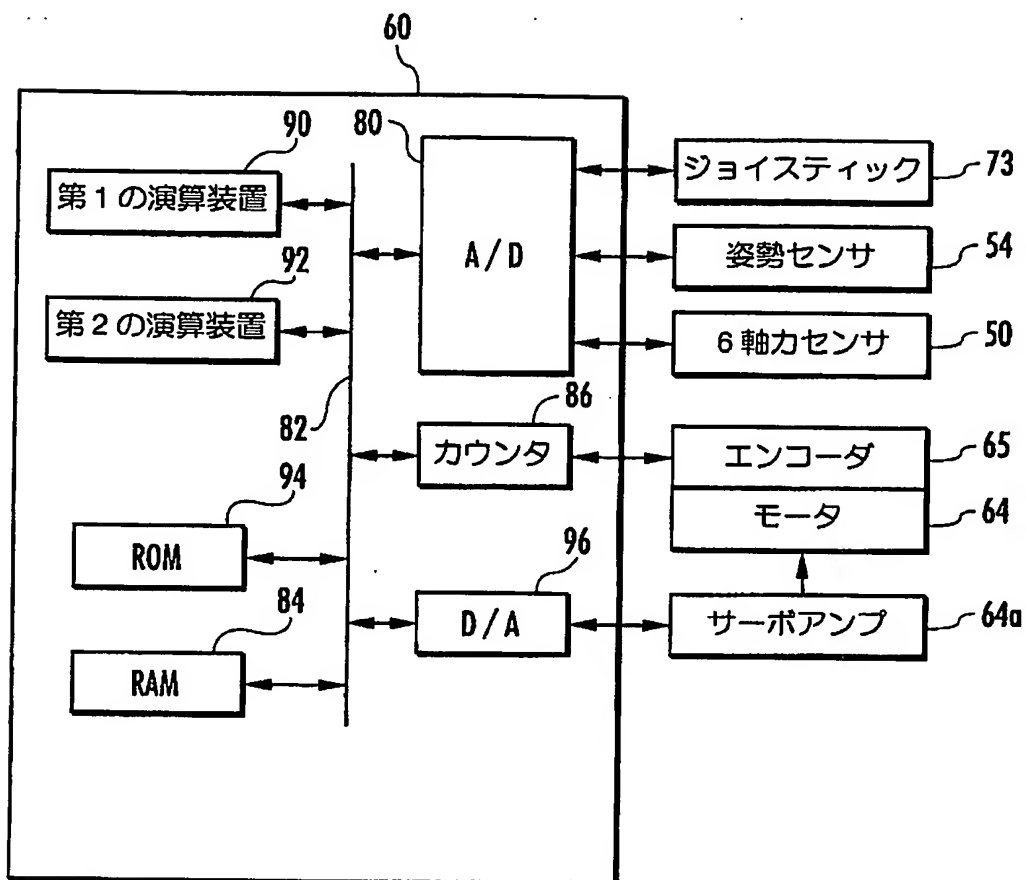 60
90
80
第1の演算装置
ジョイスティック
73
92
A/D
姿勢センサ
54
第2の演算装置
6軸力センサ
50
86
82
カウンタ
エンコーダ
65
94
モータ
64
ROM
96
84
D/A
サーボアンプ
64a
RAM